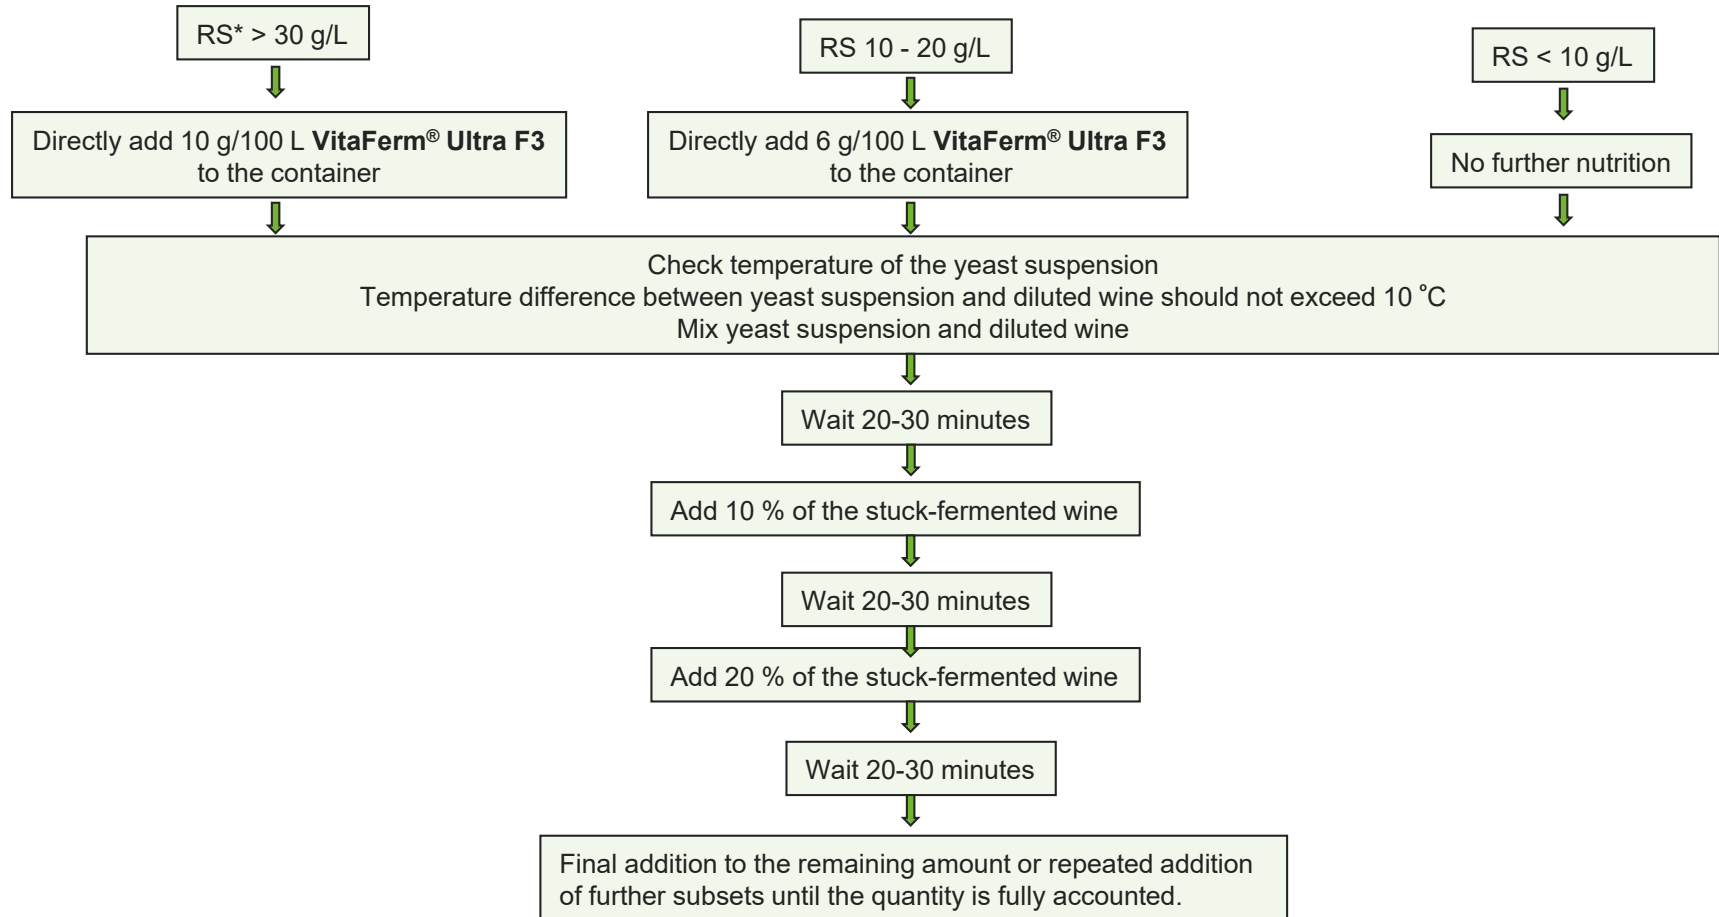 RS* > 30 g/L
RS 10 - 20 g/L
RS < 10 g/L
Directly add 10 g/100 L VitaFerm® Ultra F3
to the container
Directly add 6 g/100 L VitaFerm® Ultra F3
to the container
No further nutrition
Check temperature of the yeast suspension
Temperature difference between yeast suspension and diluted wine should not exceed 10 °C
Mix yeast suspension and diluted wine
Wait 20-30 minutes
Add 10 % of the stuck-fermented wine
Wait 20-30 minutes
Add 20 % of the stuck-fermented wine
Wait 20-30 minutes
Final addition to the remaining amount or repeated addition
of further subsets until the quantity is fully accounted.